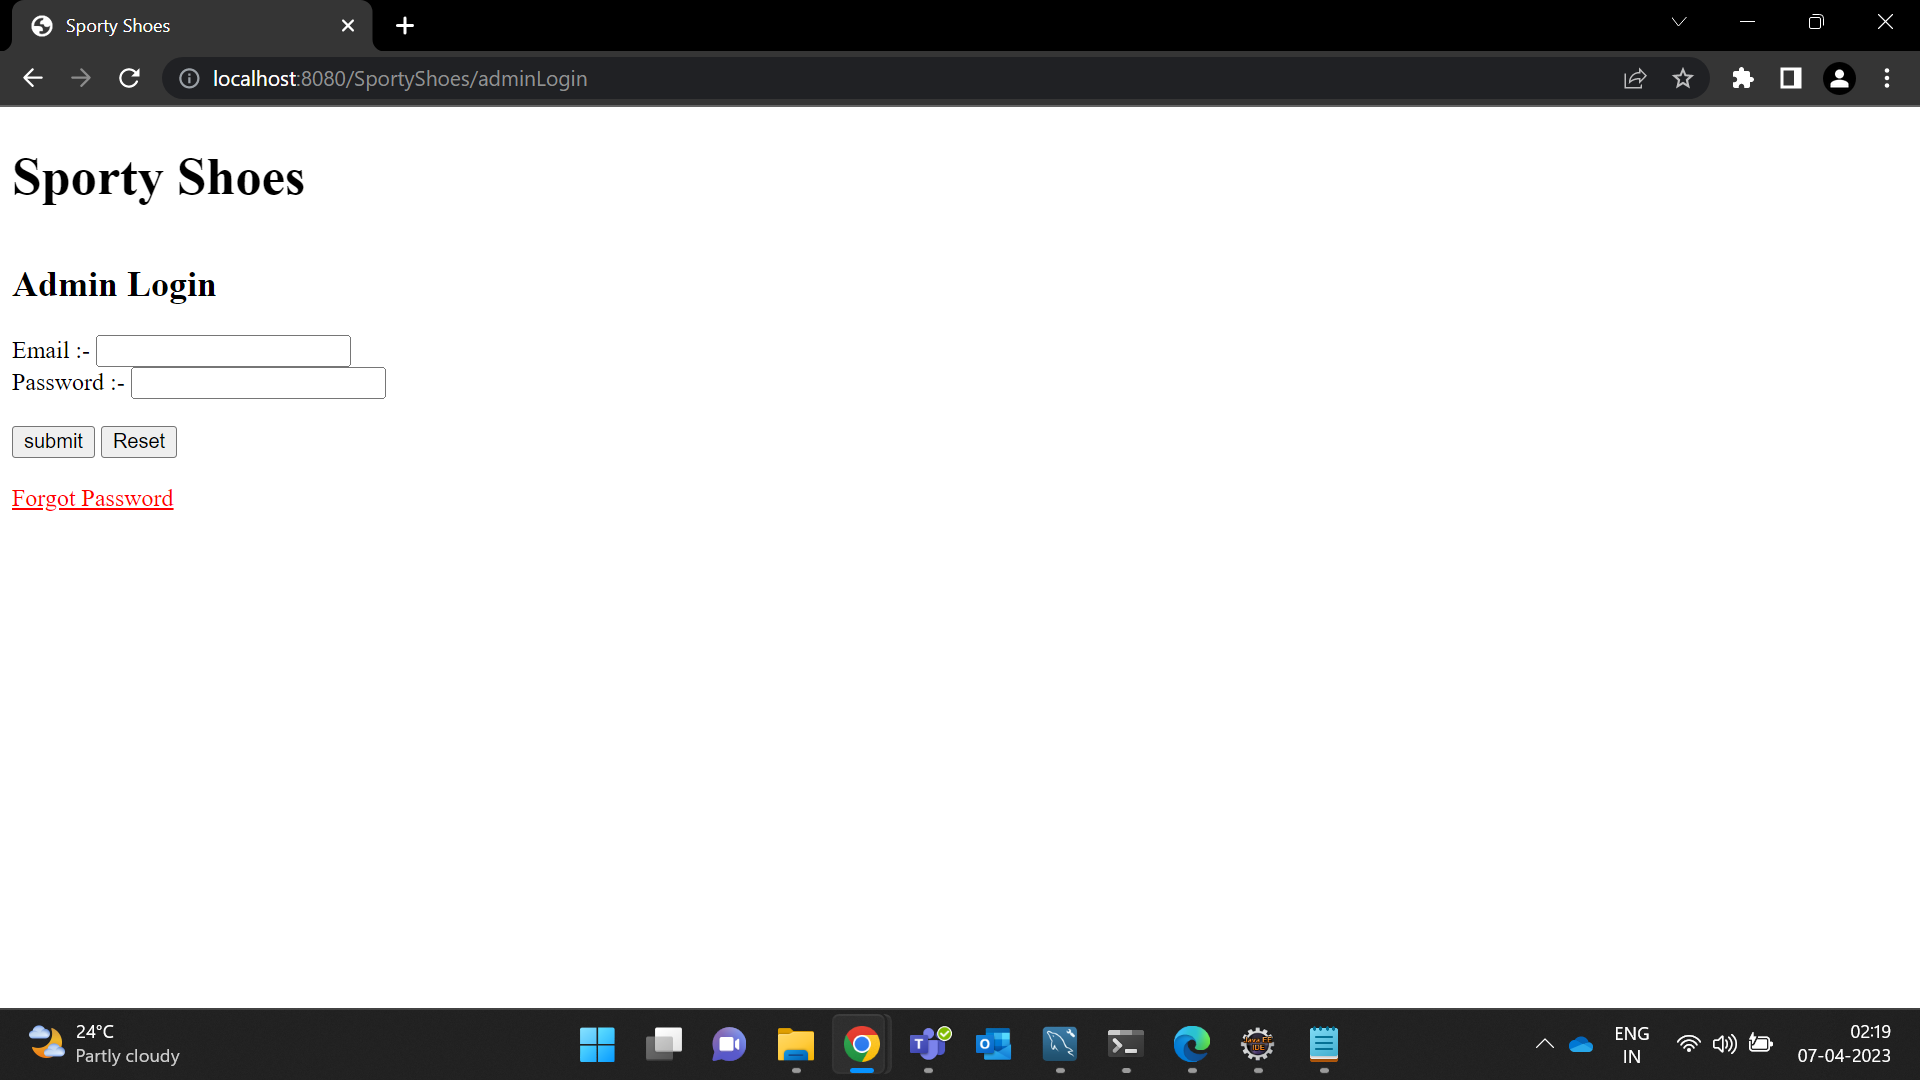 Sporty Shoes
localhost:8080/SportyShoes/adminLogin
Sporty Shoes
Admin Login
Email :-
Password :-
submit Reset
Forgot Password
24°C
Partly cloudy
ENG
IN
02:19
07-04-2023